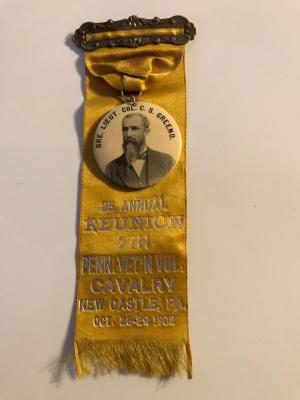 BRE. LIEUT. COL. C. S. GREENO.
25 ANNUAL
REUNION
7TH
PENN. VET'N VOL.
CAVALRY
NEW CASTLE, PA.
OCT. 28-29 1902